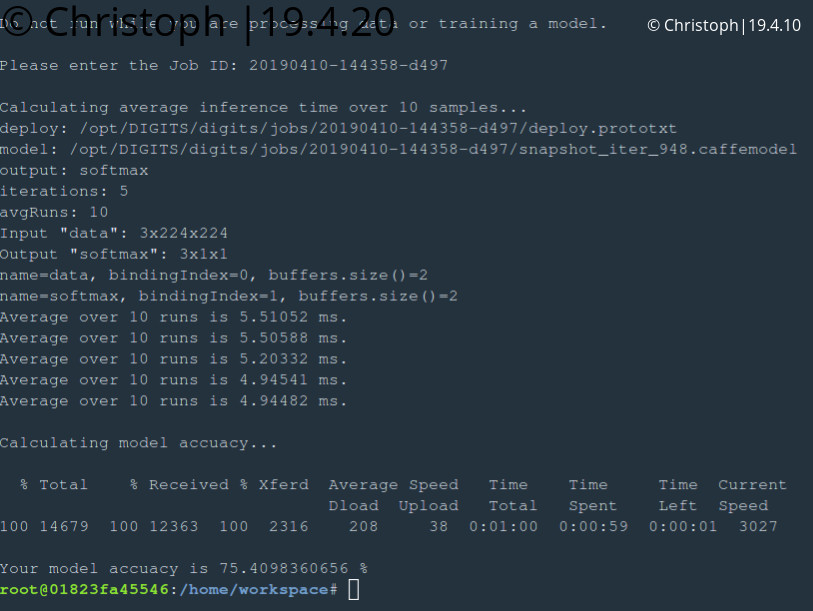 © Christoph |19.4.20
Do not run while you are processing data or training a model.
© Christoph|19.4.10
Please enter the Job ID: 20190410-144358-d497
Calculating average inference time over 10 samples...
deploy: /opt/DIGITS/digits/jobs/20190410-144358-d497/deploy.prototxt
model: /opt/DIGITS/digits/jobs/20190410-144358-d497/snapshot_iter_948.caffemodel
output: softmax
iterations: 5
avgRuns: 10
Input "data": 3x224x224
Output "softmax": 3x1x1
name=data, bindingIndex=0, buffers.size()=2
name=softmax, bindingIndex=1, buffers.size()=2
Average over 10 runs is 5.51052 ms.
Average over 10 runs is 5.50588 ms.
Average over 10 runs is 5.20332 ms.
Average over 10 runs is 4.94541 ms.
Average over 10 runs is 4.94482 ms.
Calculating model accuacy...
% Total % Received % Xferd Average Speed Time Time Time Current
Dload Upload Total Spent Left Speed
100 14679 100 12363 100 2316 208 38 0:01:00 0:00:59 0:00:01 3027
Your model accuacy is 75.4098360656 %
root@01823fa45546:/home/workspace#